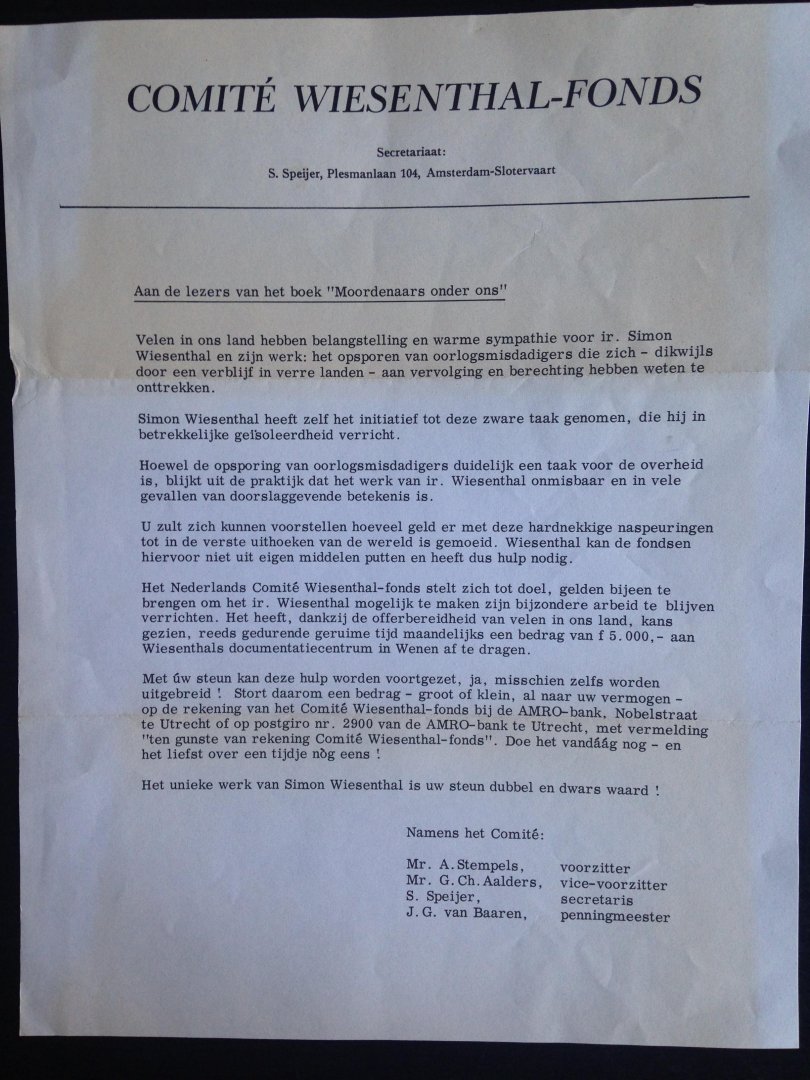 COMITÉ WIESENTHAL-FONDS
Secretariaat:
S. Speijer, Plesmanlaan 104, Amsterdam-Slotervaart
Aan de lezers van het boek "Moordenaars onder ons"
Velen in ons land hebben belangstelling en warme sympathie voor ir. Simon
Wiesenthal en zijn werk: het opsporen van oorlogsmisdadigers die zich - dikwijls
door een verblijf in verre landen - aan vervolging en berechting hebben weten te
onttrekken.
Simon Wiesenthal heeft zelf het initiatief tot deze zware taak genomen, die hij in
betrekkelijke geïsoleerdheid verricht.
Hoewel de opsporing van oorlogsmisdadigers duidelijk een taak voor de overheid
is, blijkt uit de praktijk dat het werk van ir. Wiesenthal onmisbaar en in vele
gevallen van doorslaggevende betekenis is.
U zult zich kunnen voorstellen hoeveel geld er met deze hardnekkige naspeuringen
tot in de verste uithoeken van de wereld is gemoeid. Wiesenthal kan de fondsen
hiervoor niet uit eigen middelen putten en heeft dus hulp nodig.
Het Nederlands Comité Wiesenthal-fonds stelt zich tot doel, gelden bijeen te
brengen om het ir. Wiesenthal mogelijk te maken zijn bijzondere arbeid te blijven
verrichten. Het heeft, dankzij de offerbereidheid van velen in ons land, kans
gezien, reeds gedurende geruime tijd maandelijks een bedrag van f 5.000,- aan
Wiesenthals documentatiecentrum in Wenen af te dragen.
Met úw steun kan deze hulp worden voortgezet, ja, misschien zelfs worden
uitgebreid ! Stort daarom een bedrag - groot of klein, al naar uw vermogen -
op de rekening van het Comité Wiesenthal-fonds bij de AMRO-bank, Nobelstraat
te Utrecht of op postgiro nr. 2900 van de AMRO-bank te Utrecht, met vermelding
"ten gunste van rekening Comité Wiesenthal-fonds". Doe het vandáág nog - en
het liefst over een tijdje nòg eens !
Het unieke werk van Simon Wiesenthal is uw steun dubbel en dwars waard !
Namens het Comité:
Mr. A. Stempels, voorzitter
Mr. G. Ch. Aalders, vice-voorzitter
S. Speijer, secretaris
J. G. van Baaren, penningmeester